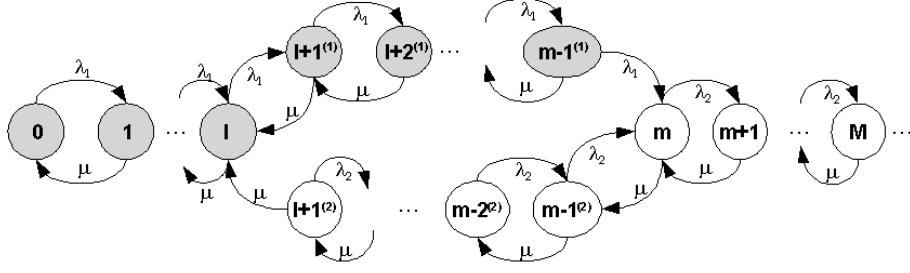 λ₁ λ₁
l+1⁽¹⁾ l+2⁽¹⁾ ... m-1⁽¹⁾
λ₁ λ₁ λ₁ λ₁ λ₂ λ₂
μ μ μ
0 1 ... l m m+1 ... M ...
μ μ μ λ₂ λ₂ λ₂ μ μ μ
l+1⁽²⁾ ... m-2⁽²⁾ m-1⁽²⁾
μ μ